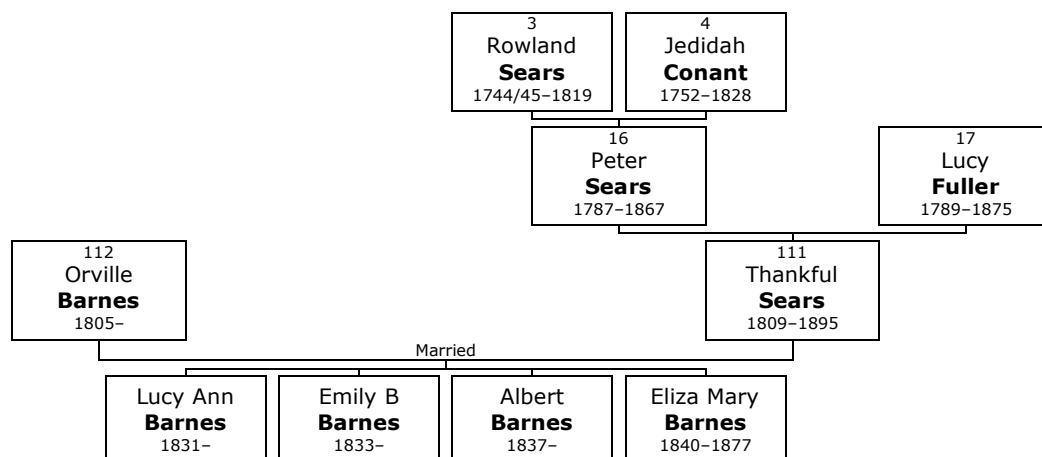 3
Rowland
Sears
1744/45–1819
4
Jedidah
Conant
1752–1828
16
Peter
Sears
1787–1867
17
Lucy
Fuller
1789–1875
112
Orville
Barnes
1805–
111
Thankful
Sears
1809–1895
Married
Lucy Ann
Barnes
1831–
Emily B
Barnes
1833–
Albert
Barnes
1837–
Eliza Mary
Barnes
1840–1877